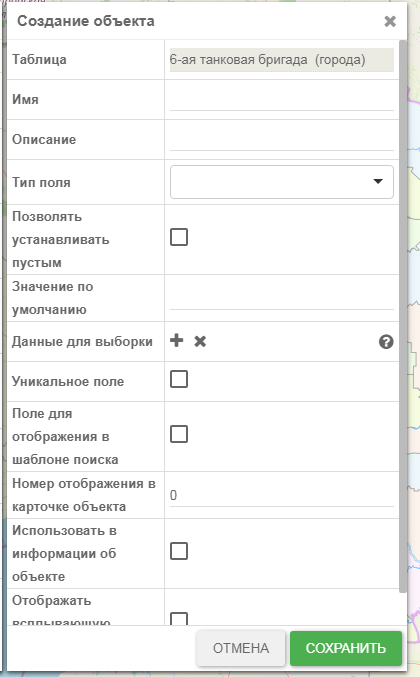 Создание объекта
Таблица
6-ая танковая бригада (города)
Имя
Описание
Тип поля
Позволять
устанавливать
пустым
Значение по
умолчанию
Данные для выборки
Уникальное поле
Поле для
отображения в
шаблоне поиска
Номер отображения в
карточке объекта
0
Использовать в
информации об
объекте
Отображать
всплывающую
ОТМЕНА
СОХРАНИТЬ